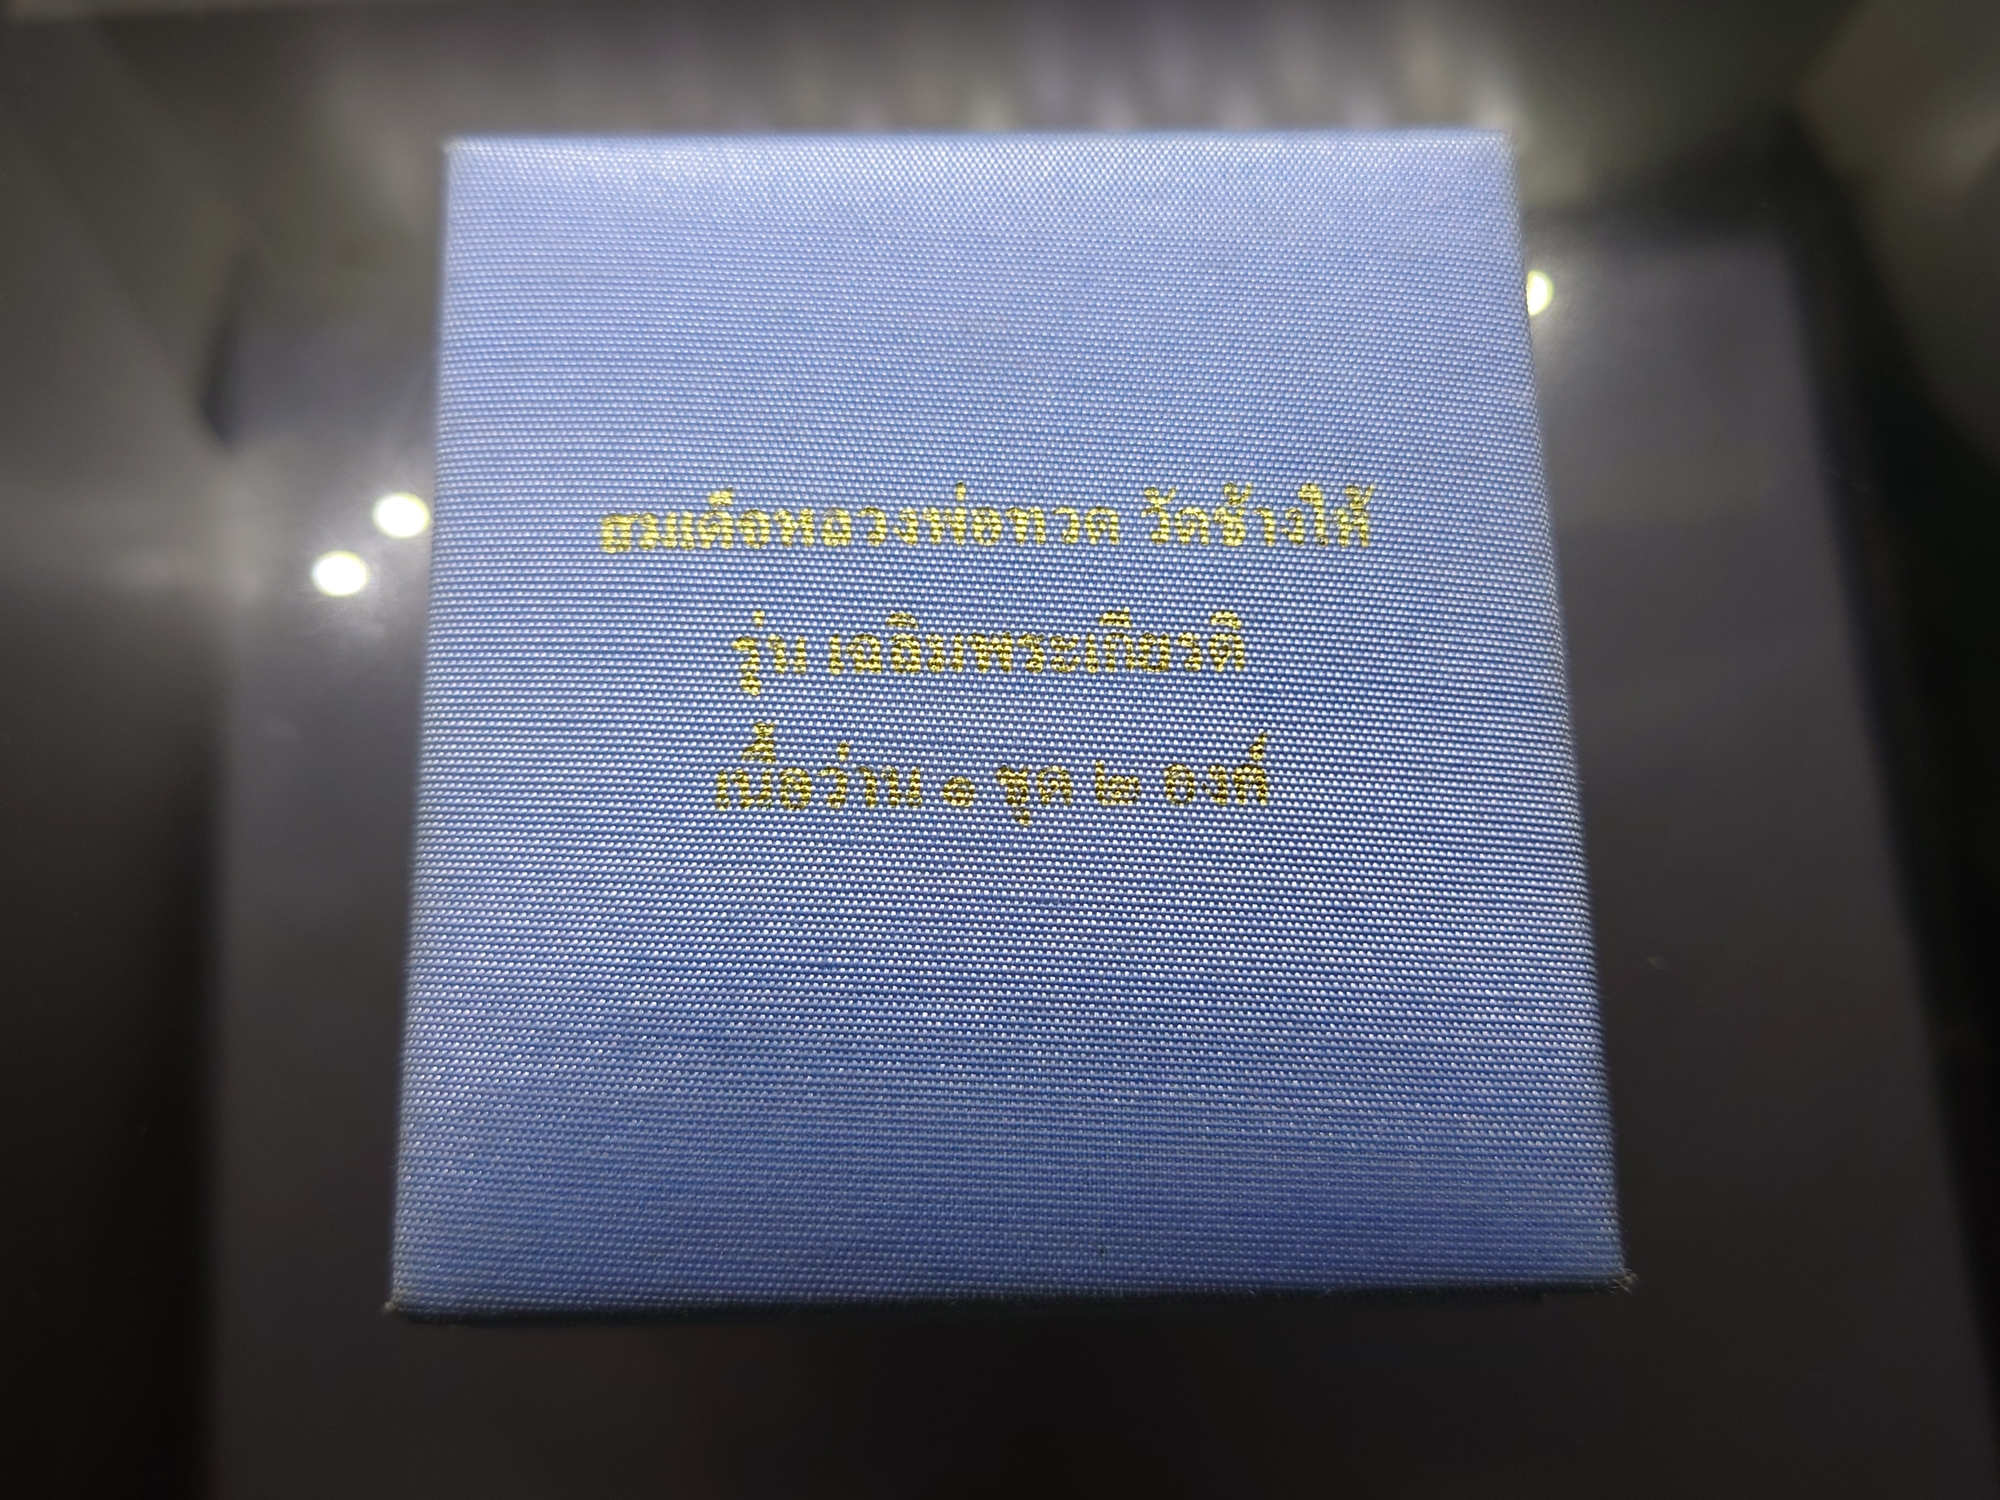 สมเด็จหลวงพ่อทวด วัดช้างให้
รุ่น เฉลิมพระเกียรติ
เนื้อว่าน ๑ ชุด ๒ องค์